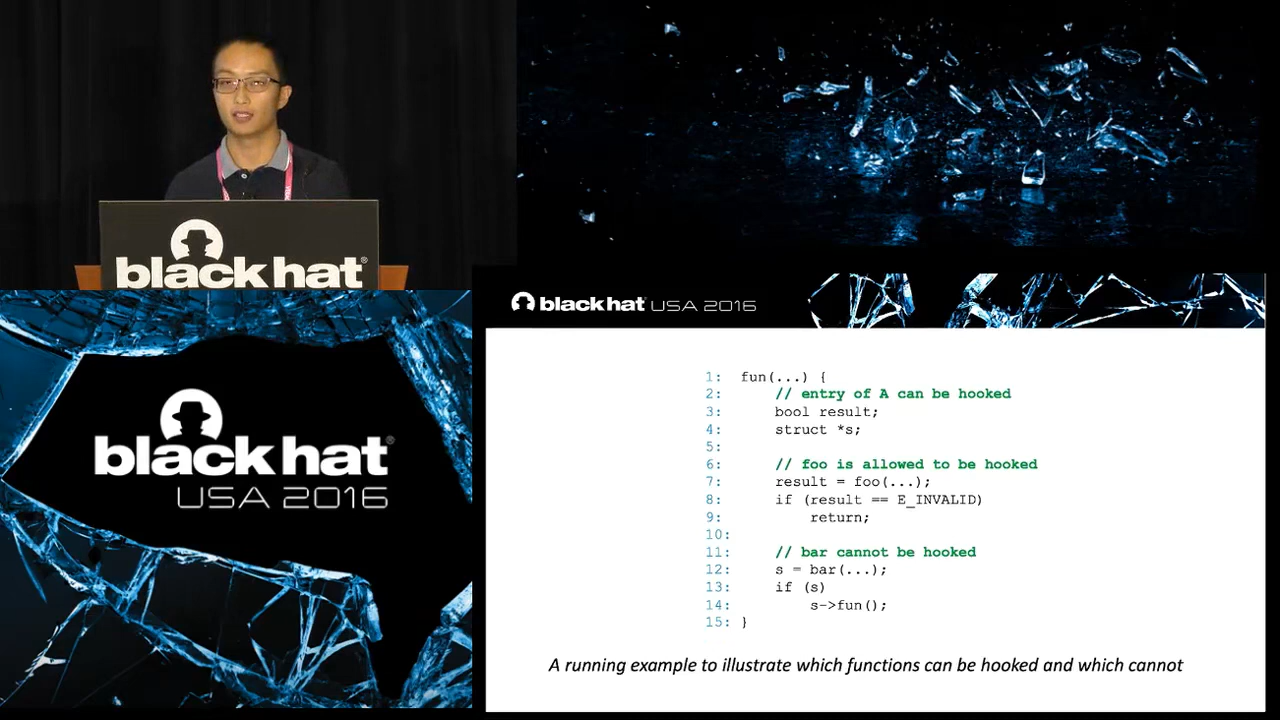 black hat®
black hat®
USA 2016
black hat® USA 2016
1: fun(...) {
2: // entry of A can be hooked
3: bool result;
4: struct *s;
5:
6: // foo is allowed to be hooked
7: result = foo(...);
8: if (result == E_INVALID)
9: return;
10:
11: // bar cannot be hooked
12: s = bar(...);
13: if (s)
14: s->fun();
15: }
A running example to illustrate which functions can be hooked and which cannot